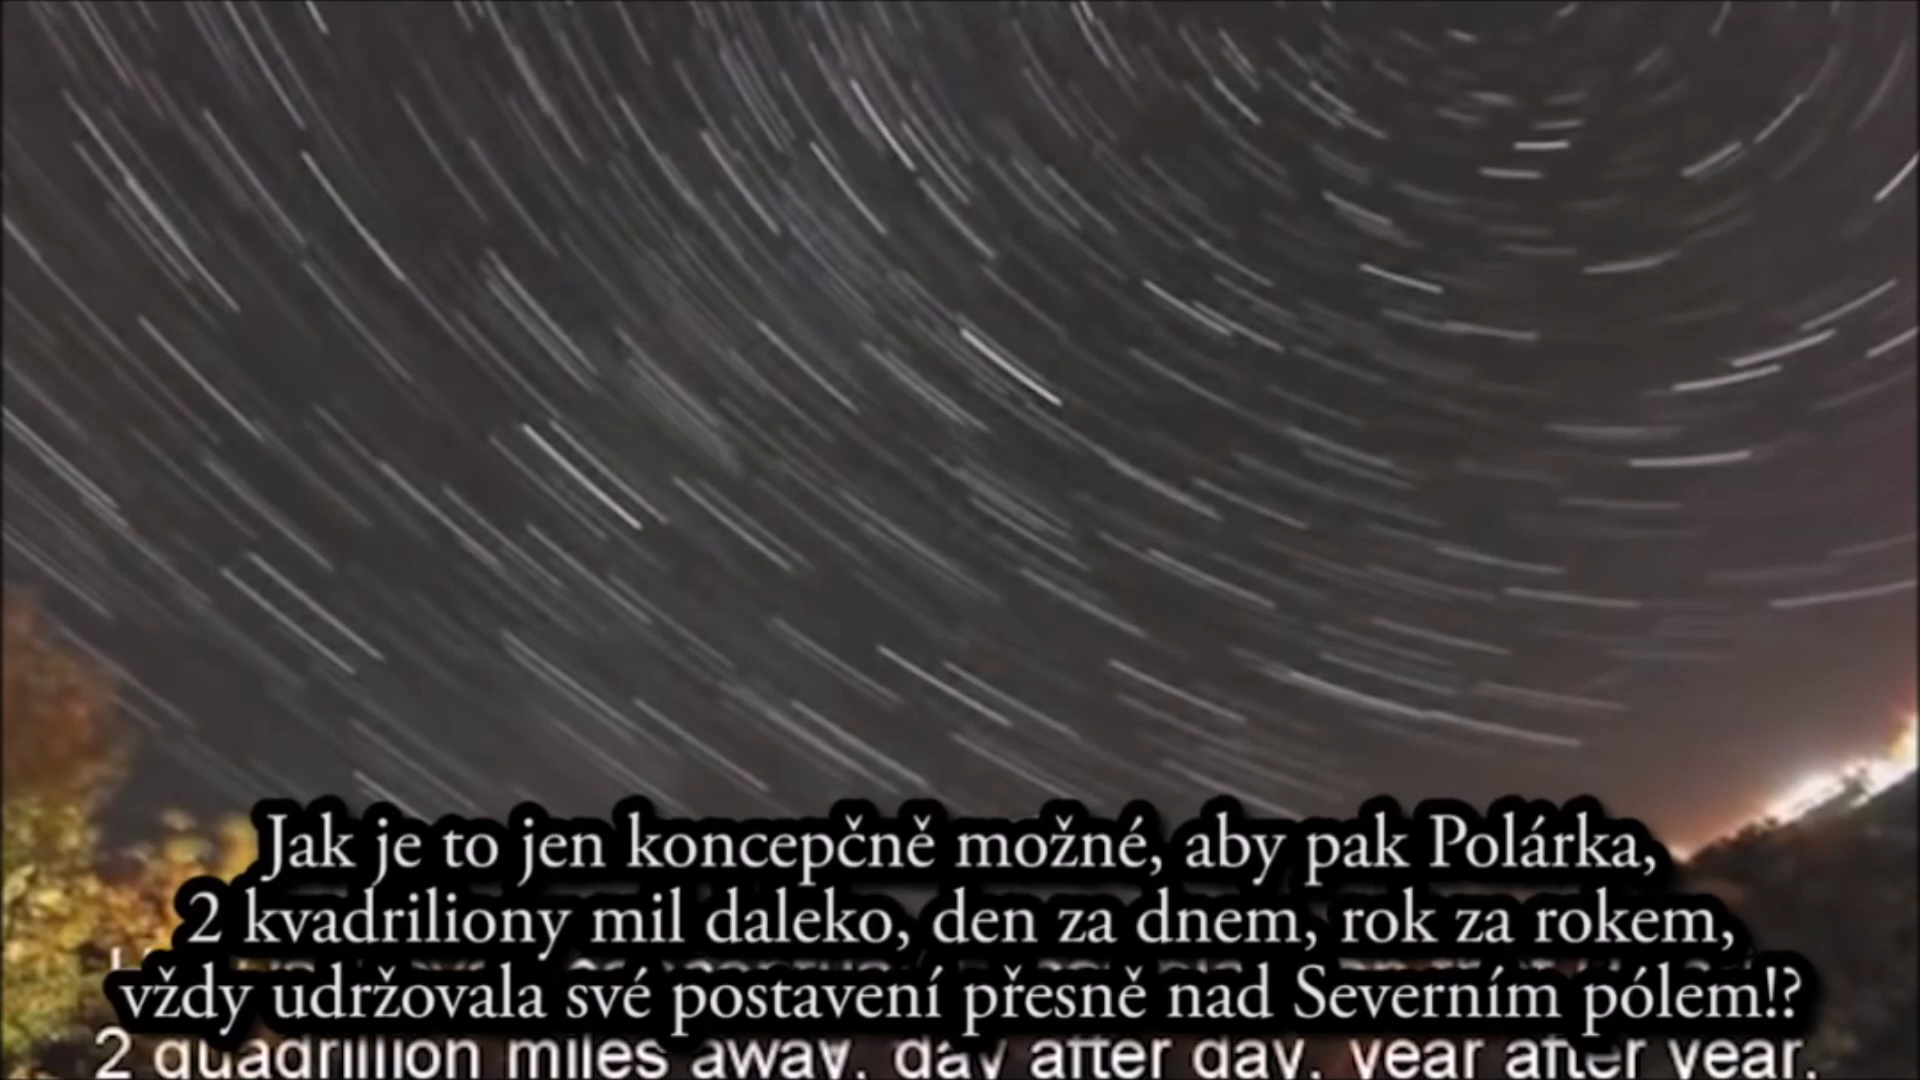 Jak je to jen koncepčně možné, aby pak Polárka,
2 kvadriliony mil daleko, den za dnem, rok za rokem,
vždy udržovala své postavení přesně nad Severním pólem!?
2 quadrillion miles away, day after day, year after year,